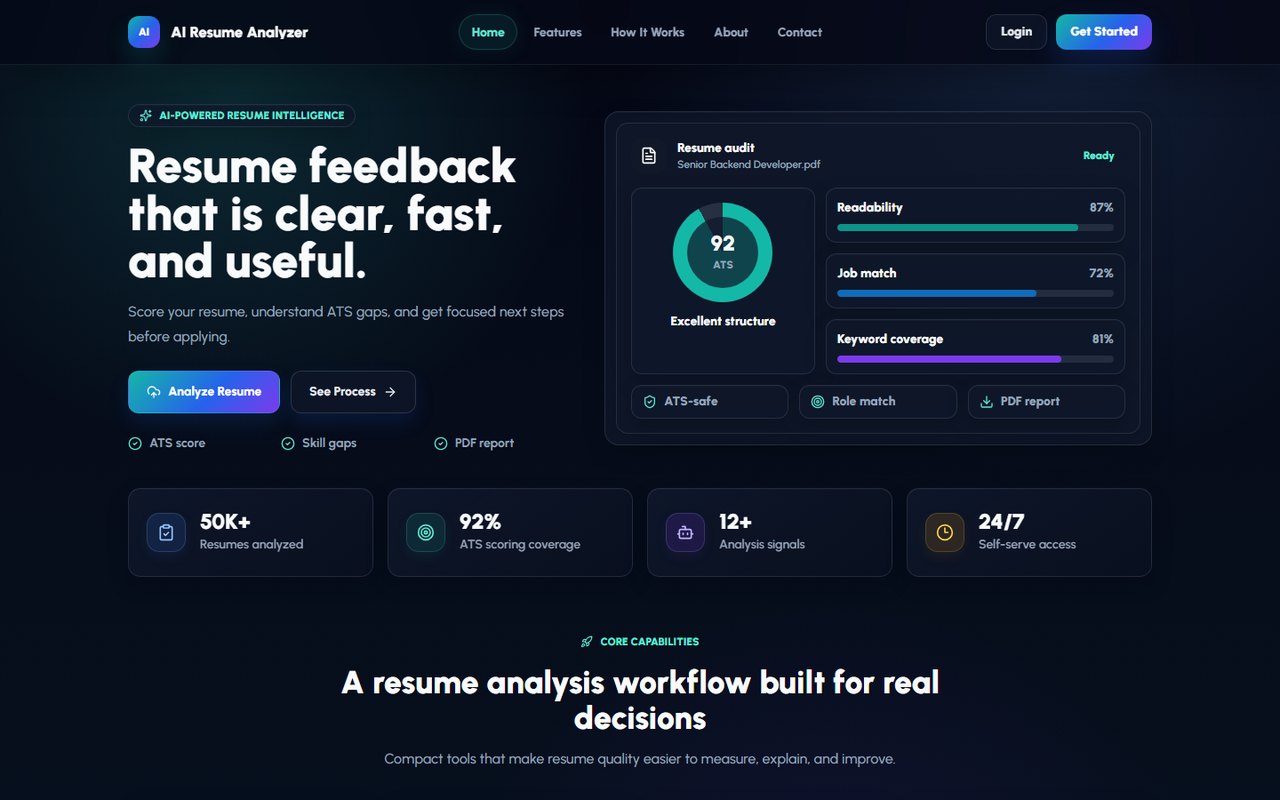 AI
AI Resume Analyzer
Home
Features
How It Works
About
Contact
Login
Get Started
AI-POWERED RESUME INTELLIGENCE
Resume feedback
that is clear, fast,
and useful.
Score your resume, understand ATS gaps, and get focused next steps
before applying.
Analyze Resume
See Process
ATS score
Skill gaps
PDF report
Resume audit
Senior Backend Developer.pdf
Ready
92
ATS
Excellent structure
Readability
87%
Job match
72%
Keyword coverage
81%
ATS-safe
Role match
PDF report
50K+
Resumes analyzed
92%
ATS scoring coverage
12+
Analysis signals
24/7
Self-serve access
CORE CAPABILITIES
A resume analysis workflow built for real
decisions
Compact tools that make resume quality easier to measure, explain, and improve.